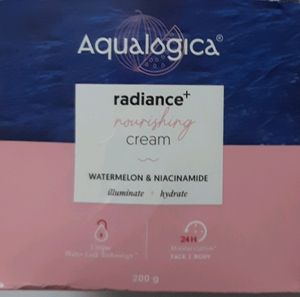 Aqualogica®
radiance+
nourishing
cream
WATERMELON & NIACINAMIDE
illuminate + hydrate
24H
FACE | BODY
200 g